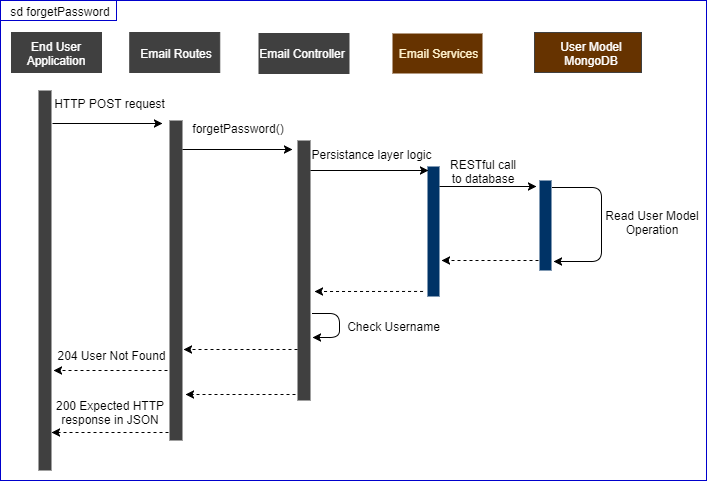 sd forgetPassword
End User
Application
Email Routes
Email Controller
Email Services
User Model
MongoDB
HTTP POST request
forgetPassword()
Persistance layer logic
RESTful call
to database
Read User Model
Operation
Check Username
204 User Not Found
200 Expected HTTP
response in JSON